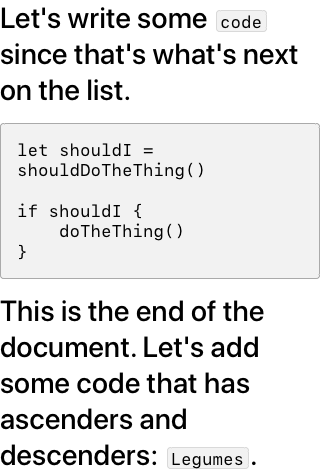 Let's write some code
since that's what's next
on the list.
let shouldI =
shouldDoTheThing()
if shouldI {
    doTheThing()
}
This is the end of the
document. Let's add
some code that has
ascenders and
descenders: Legumes.